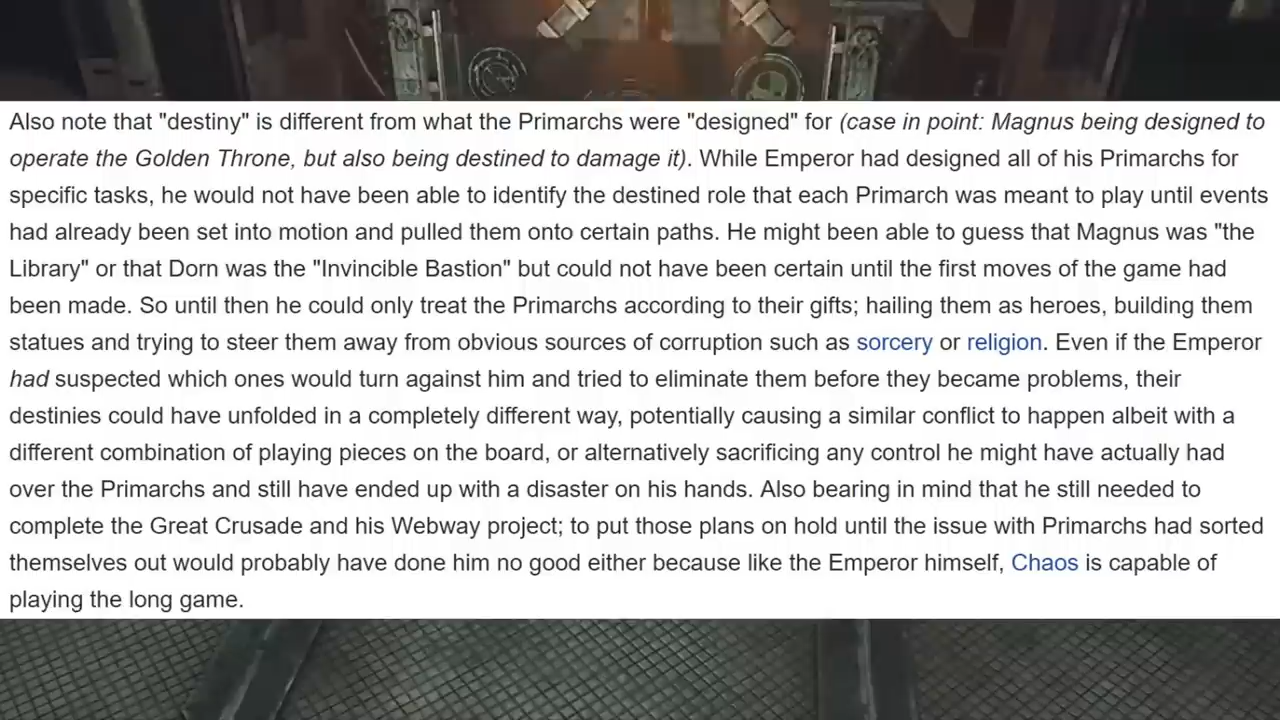 Also note that "destiny" is different from what the Primarchs were "designed" for (case in point: Magnus being designed to
operate the Golden Throne, but also being destined to damage it). While Emperor had designed all of his Primarchs for
specific tasks, he would not have been able to identify the destined role that each Primarch was meant to play until events
had already been set into motion and pulled them onto certain paths. He might been able to guess that Magnus was "the
Library" or that Dorn was the "Invincible Bastion" but could not have been certain until the first moves of the game had
been made. So until then he could only treat the Primarchs according to their gifts; hailing them as heroes, building them
statues and trying to steer them away from obvious sources of corruption such as sorcery or religion. Even if the Emperor
had suspected which ones would turn against him and tried to eliminate them before they became problems, their
destinies could have unfolded in a completely different way, potentially causing a similar conflict to happen albeit with a
different combination of playing pieces on the board, or alternatively sacrificing any control he might have actually had
over the Primarchs and still have ended up with a disaster on his hands. Also bearing in mind that he still needed to
complete the Great Crusade and his Webway project; to put those plans on hold until the issue with Primarchs had sorted
themselves out would probably have done him no good either because like the Emperor himself, Chaos is capable of
playing the long game.